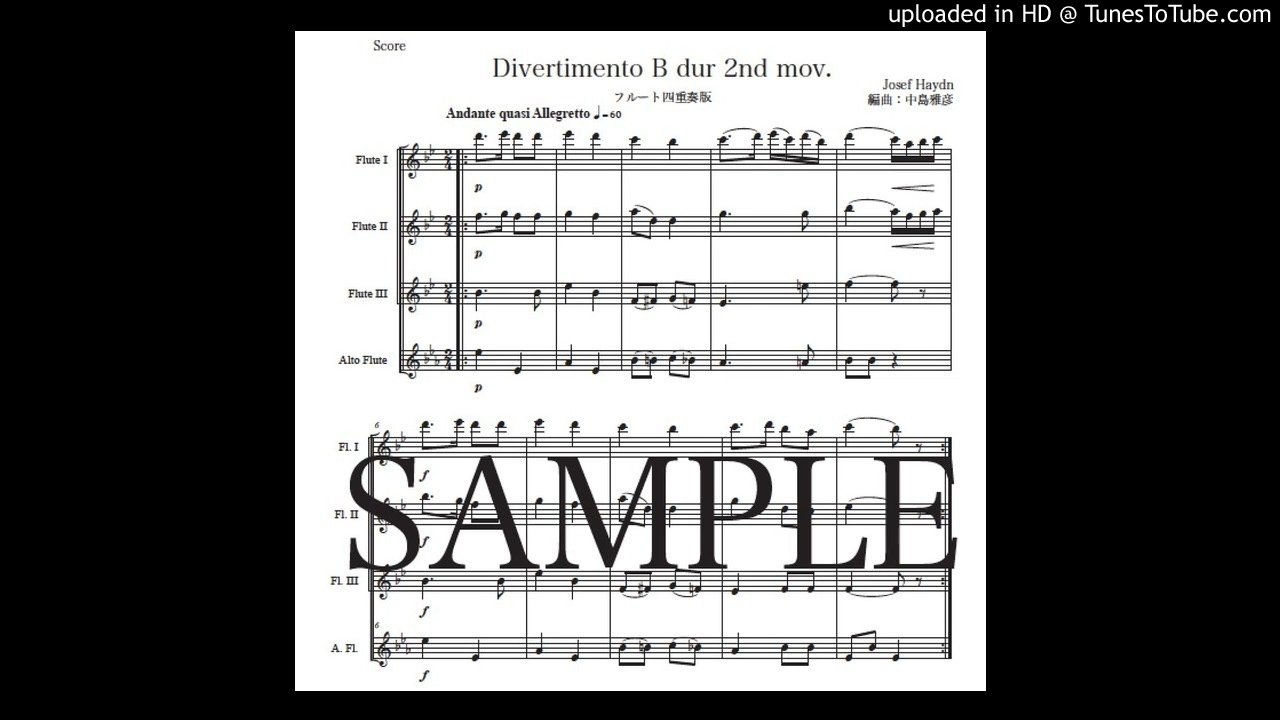 uploaded in HD @ TunesToTube.com
Score
Divertimento B dur 2nd mov.
Josef Haydn
フルート四重奏版
編曲：中島雅彦
Andante quasi Allegretto ♩=60
Flute I
p
Flute II
p
Flute III
p
Alto Flute
p
6
Fl. I
f
SAMPLE
Fl. II
f
Fl. III
f
6
A. Fl.
f